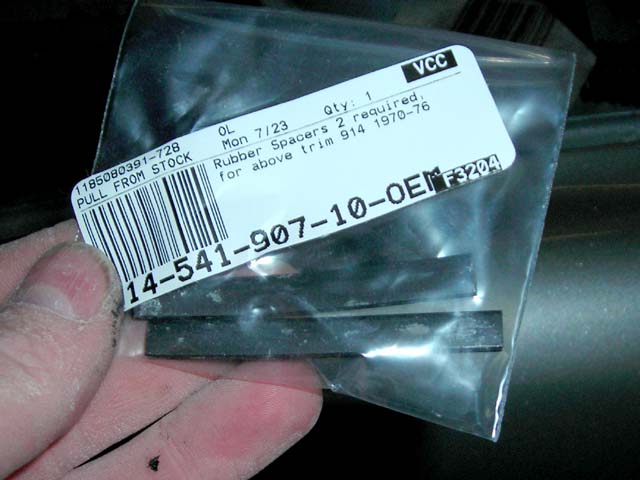 VCC
OL
Qty: 1
1185080391-728
Mon 7/23
PULL FROM STOCK
Rubber Spacers 2 required,
for above trim 914 1970-76
14-541-907-10-OEM
F3204